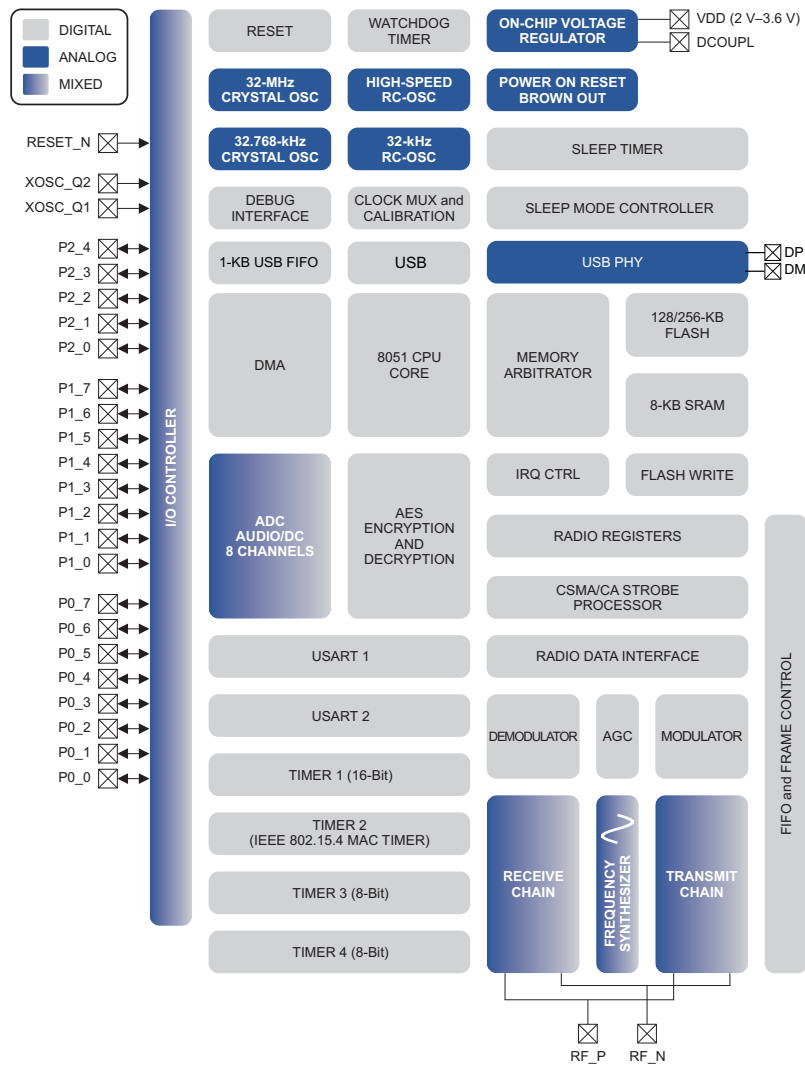 DIGITAL
ANALOG
MIXED
RESET
WATCHDOG
TIMER
ON-CHIP VOLTAGE
REGULATOR
VDD (2 V–3.6 V)
DCOUPL
32-MHz
CRYSTAL OSC
HIGH-SPEED
RC-OSC
POWER ON RESET
BROWN OUT
RESET_N
32.768-kHz
CRYSTAL OSC
32-kHz
RC-OSC
SLEEP TIMER
XOSC_Q2
XOSC_Q1
DEBUG
INTERFACE
CLOCK MUX and
CALIBRATION
SLEEP MODE CONTROLLER
P2_4
P2_3
P2_2
P2_1
P2_0
1-KB USB FIFO
USB
USB PHY
DP
DM
DMA
8051 CPU
CORE
MEMORY
ARBITRATOR
128/256-KB
FLASH
8-KB SRAM
P1_7
P1_6
P1_5
P1_4
P1_3
P1_2
P1_1
P1_0
I/O CONTROLLER
ADC
AUDIO/DC
8 CHANNELS
AES
ENCRYPTION
AND
DECRYPTION
IRQ CTRL
FLASH WRITE
RADIO REGISTERS
CSMA/CA STROBE
PROCESSOR
P0_7
P0_6
P0_5
P0_4
P0_3
P0_2
P0_1
P0_0
USART 1
RADIO DATA INTERFACE
USART 2
DEMODULATOR
AGC
MODULATOR
FIFO and FRAME CONTROL
TIMER 1 (16-Bit)
TIMER 2
(IEEE 802.15.4 MAC TIMER)
RECEIVE
CHAIN
FREQUENCY
SYNTHESIZER
TRANSMIT
CHAIN
TIMER 3 (8-Bit)
TIMER 4 (8-Bit)
RF_P
RF_N